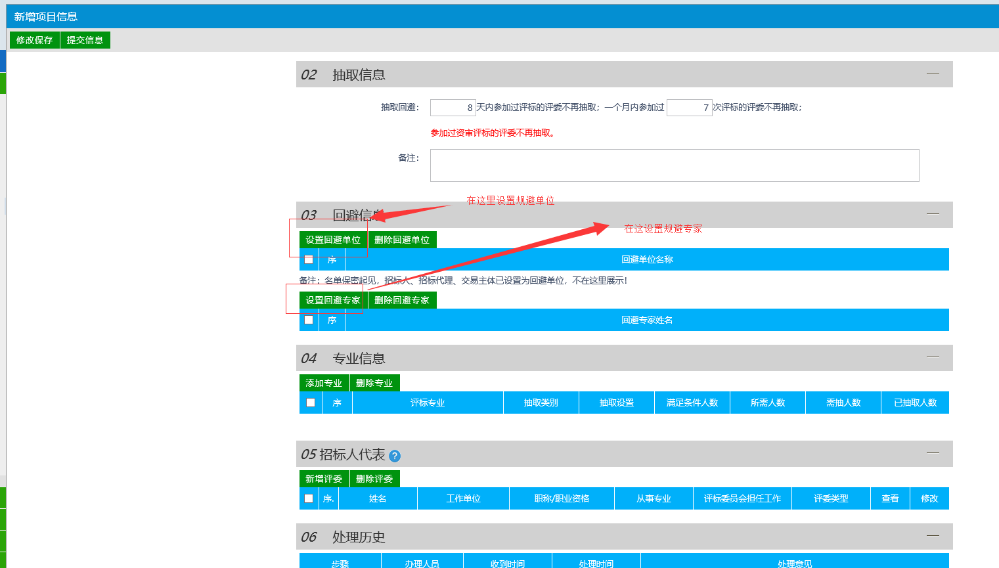 新增项目信息
修改保存 提交信息
02 抽取信息
抽取回避： 8 天内参加过评标的评委不再抽取；一个月内参加过 7 次评标的评委不再抽取；
参加过资审评标的评委不再抽取。
备注：
在这里设置规避单位
03 回避信息
在这设置规避专家
设置回避单位 删除回避单位
序 回避单位名称
备注：名单保密起见，招标人、招标代理、交易主体已设置为回避单位，不在这里展示！
设置回避专家 删除回避专家
序 回避专家姓名
04 专业信息
添加专业 删除专业
序 评标专业 抽取类别 抽取设置 满足条件人数 所需人数 需抽人数 已抽取人数
05 招标人代表 ?
新增评委 删除评委
序. 姓名 工作单位 职称/职业资格 从事专业 评标委员会担任工作 评委类型 查看 修改
06 处理历史
步骤 办理人员 收到时间 处理时间 处理意见